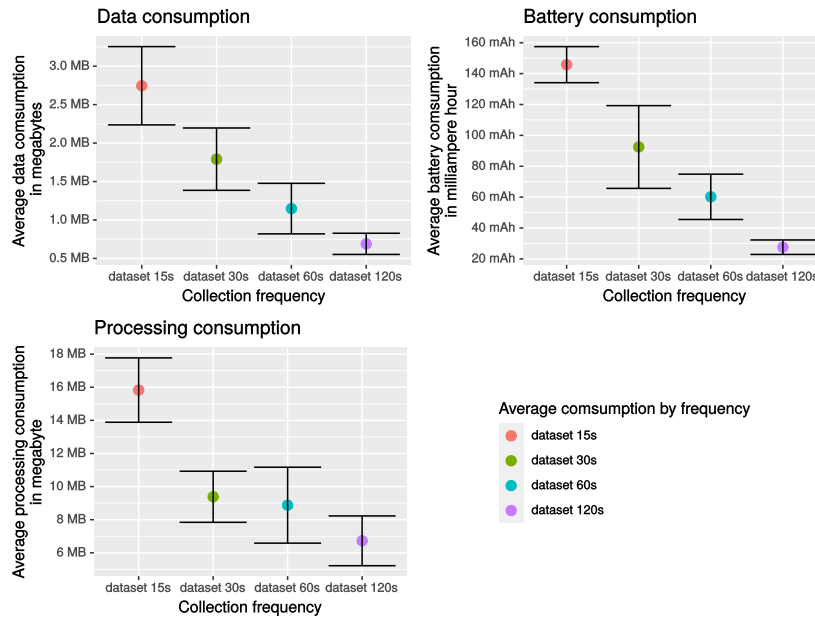 Data consumption
Average data comsumption
in megabytes
3.0 MB
2.5 MB
2.0 MB
1.5 MB
1.0 MB
0.5 MB
dataset 15s dataset 30s dataset 60s dataset 120s
Collection frequency
Battery consumption
Average battery comsumption
in milliampere hour
160 mAh
140 mAh
120 mAh
100 mAh
80 mAh
60 mAh
40 mAh
20 mAh
dataset 15s dataset 30s dataset 60s dataset 120s
Collection frequency
Processing consumption
Average processing consumption
in megabyte
18 MB
16 MB
14 MB
12 MB
10 MB
8 MB
6 MB
dataset 15s dataset 30s dataset 60s dataset 120s
Collection frequency
Average comsumption by frequency
dataset 15s
dataset 30s
dataset 60s
dataset 120s